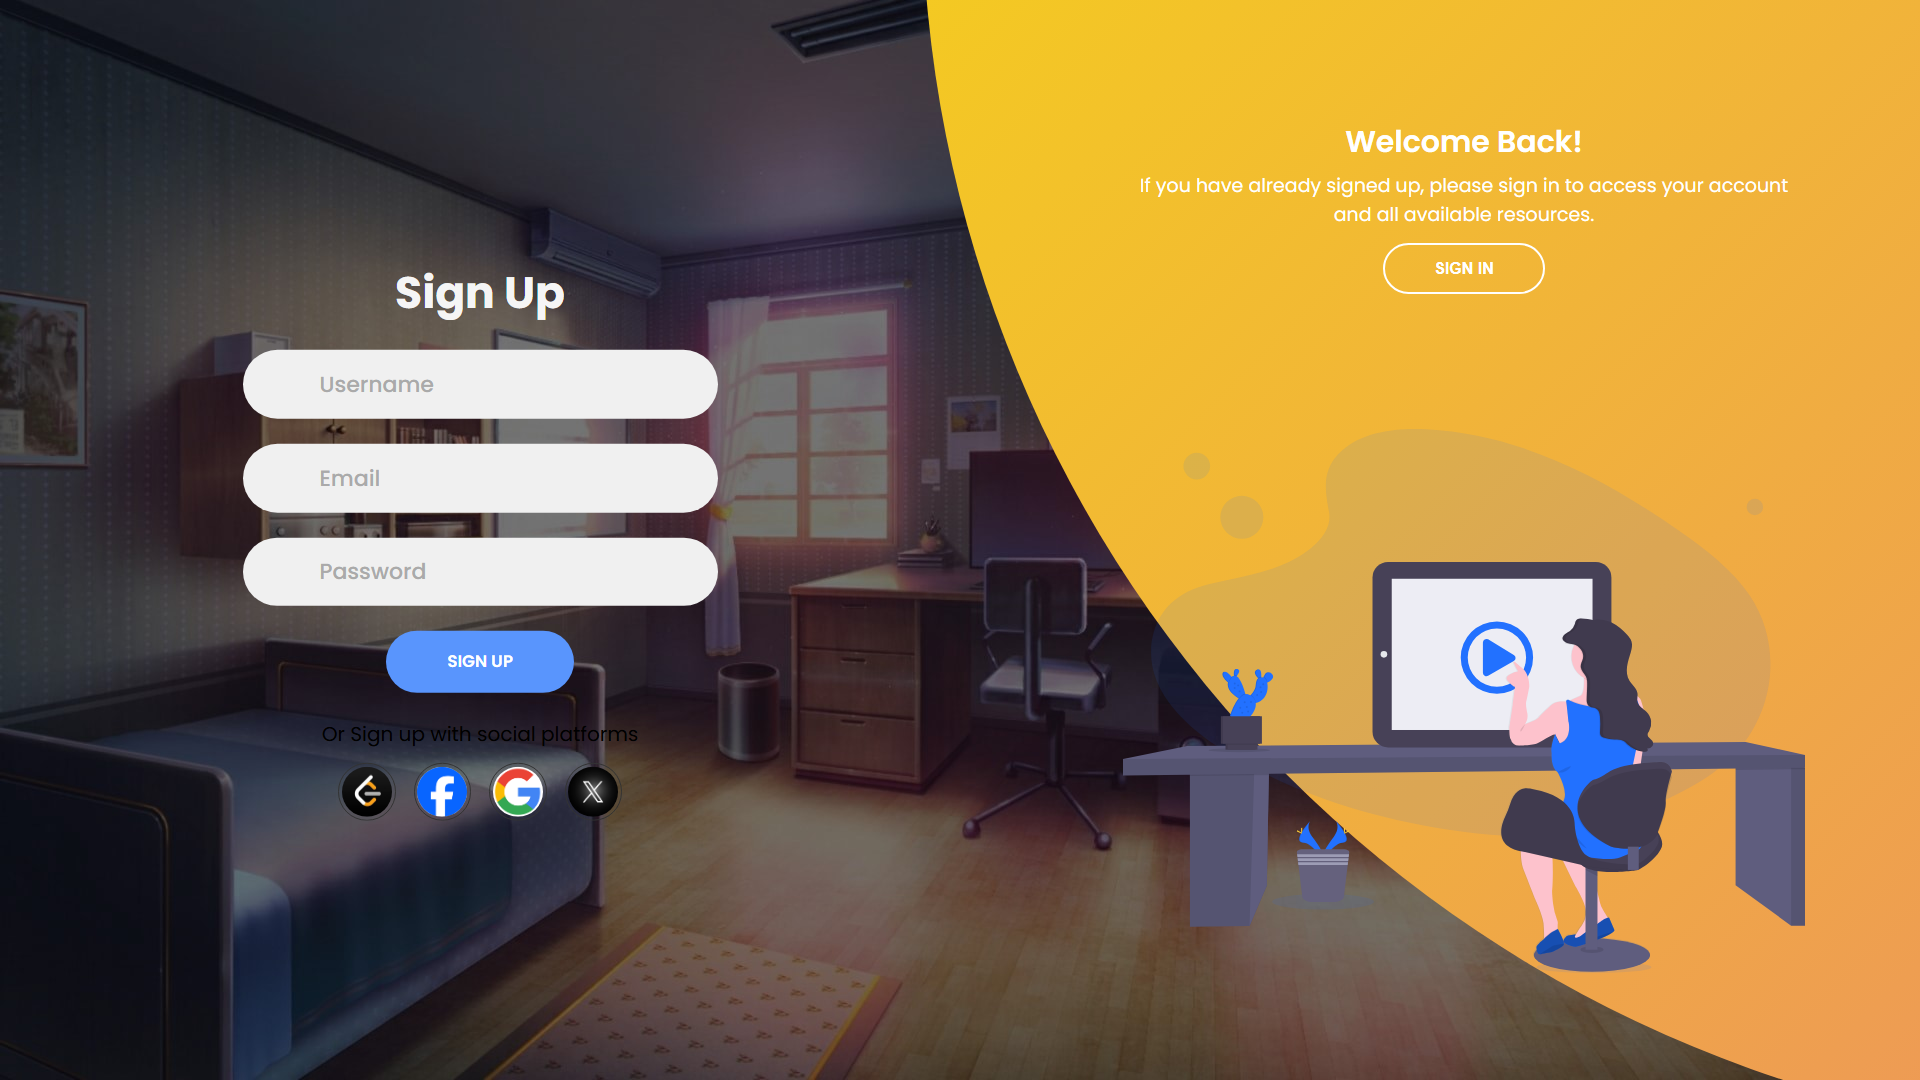 Sign Up
Username
Email
Password
SIGN UP
Or Sign up with social platforms
Welcome Back!
If you have already signed up, please sign in to access your account
and all available resources.
SIGN IN